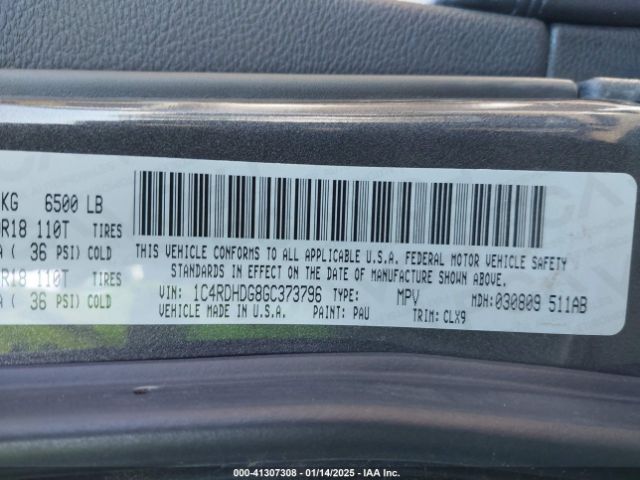 KG 6500 LB
R18 110T TIRES
( 36 PSI) COLD
R18 110T TIRES
( 36 PSI) COLD
THIS VEHICLE CONFORMS TO ALL APPLICABLE U.S.A. FEDERAL MOTOR VEHICLE SAFETY
STANDARDS IN EFFECT ON THE DATE OF MANUFACTURE SHOWN ABOVE.
VIN: 1C4RDHDG8GC373796 TYPE: MPV MDH: 030809 511AB
VEHICLE MADE IN U.S.A. PAINT: PAU TRIM: CLX9
000-41307308 - 01/14/2025 - IAA, Inc.